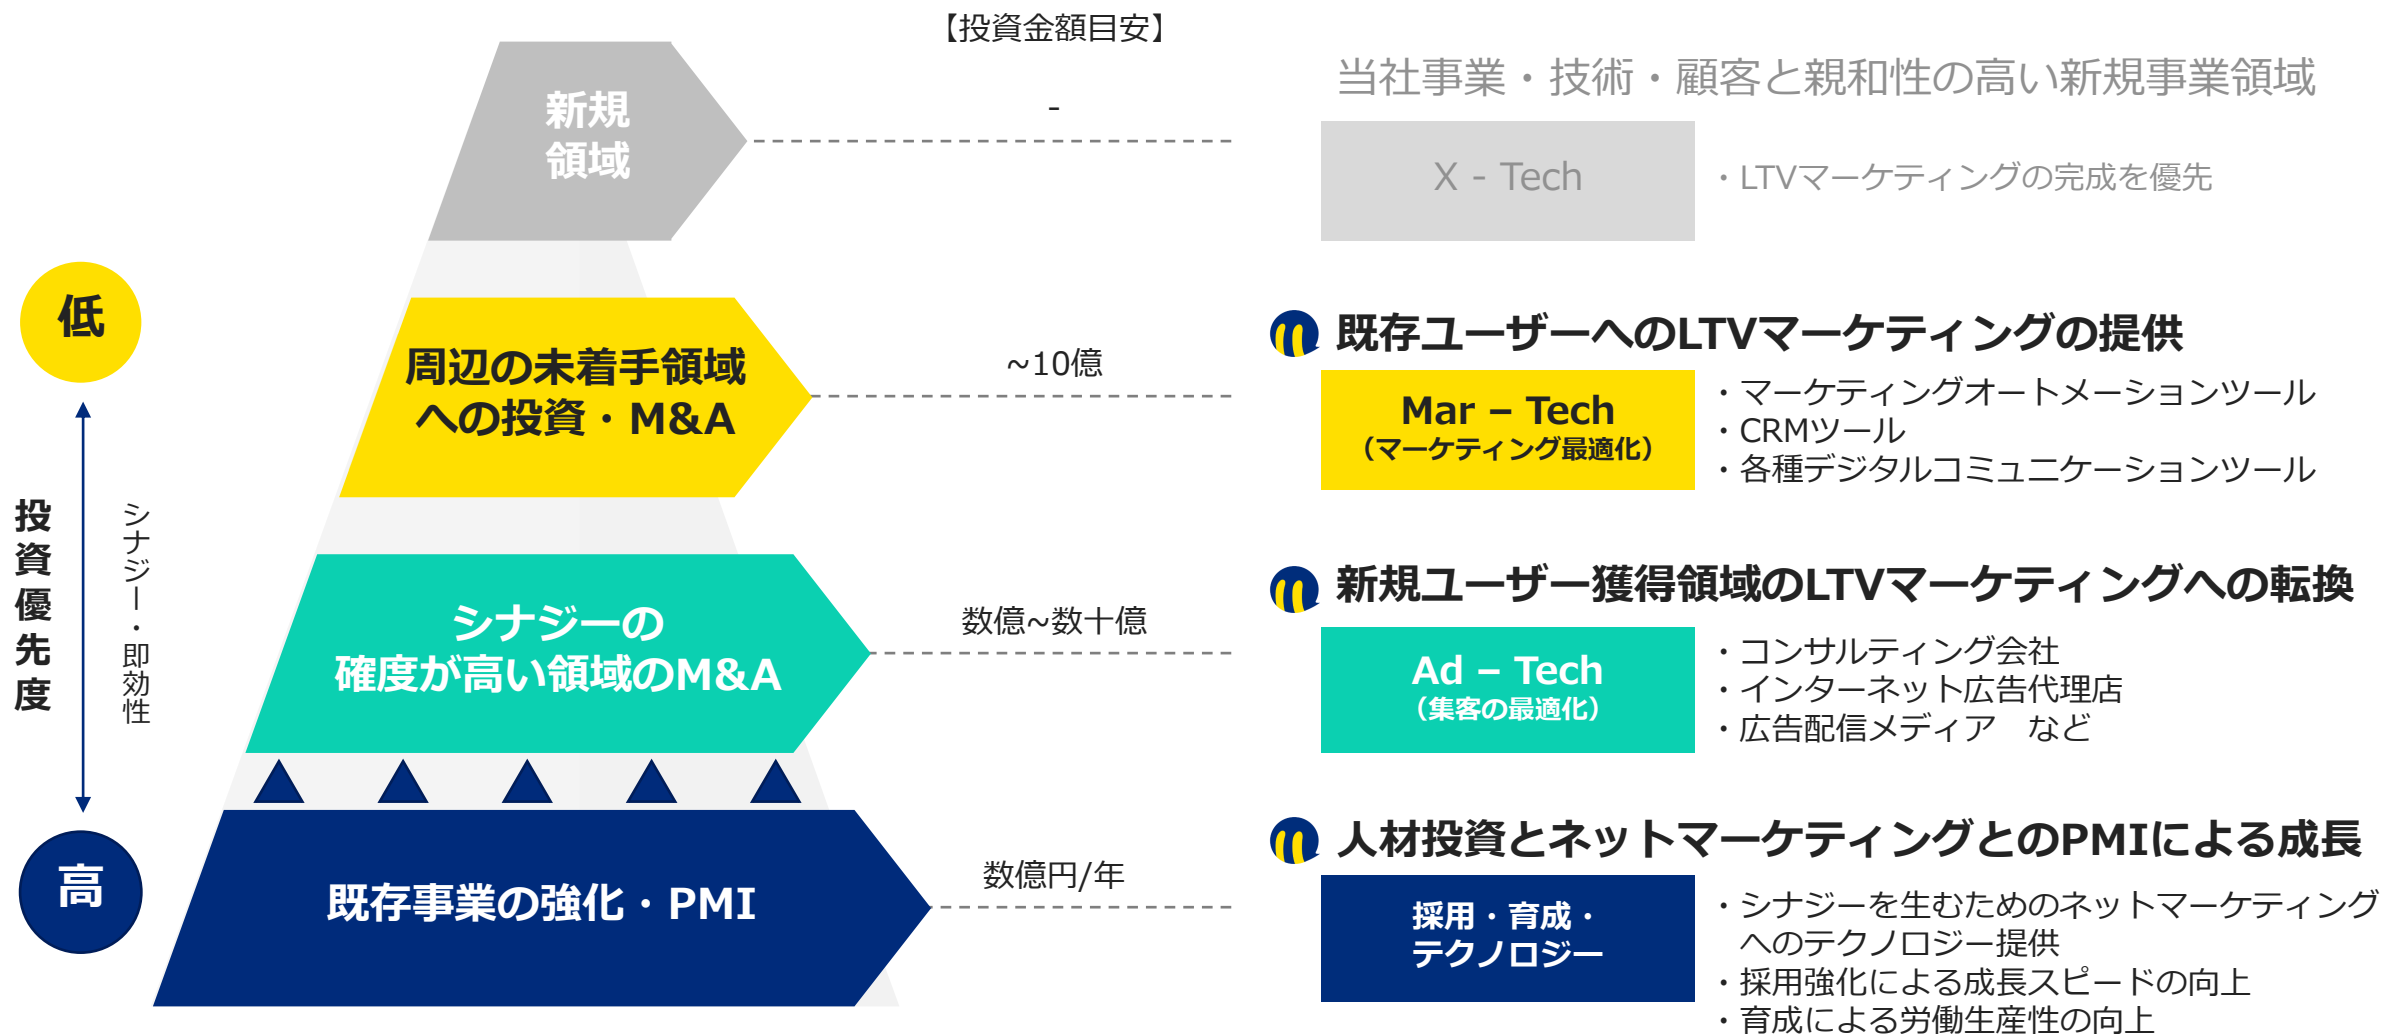 【投資金額目安】
新規
領域
-
当社事業・技術・顧客と親和性の高い新規事業領域
X - Tech
・LTVマーケティングの完成を優先
低
周辺の未着手領域
への投資・M&A
~10億
既存ユーザーへのLTVマーケティングの提供
Mar – Tech
（マーケティング最適化）
・マーケティングオートメーションツール
・CRMツール
・各種デジタルコミュニケーションツール
投資優先度
シナジー・即効性
シナジーの
確度が高い領域のM&A
数億~数十億
新規ユーザー獲得領域のLTVマーケティングへの転換
Ad – Tech
（集客の最適化）
・コンサルティング会社
・インターネット広告代理店
・広告配信メディア　など
高
既存事業の強化・PMI
数億円/年
人材投資とネットマーケティングとのPMIによる成長
採用・育成・
テクノロジー
・シナジーを生むためのネットマーケティング
へのテクノロジー提供
・採用強化による成長スピードの向上
・育成による労働生産性の向上